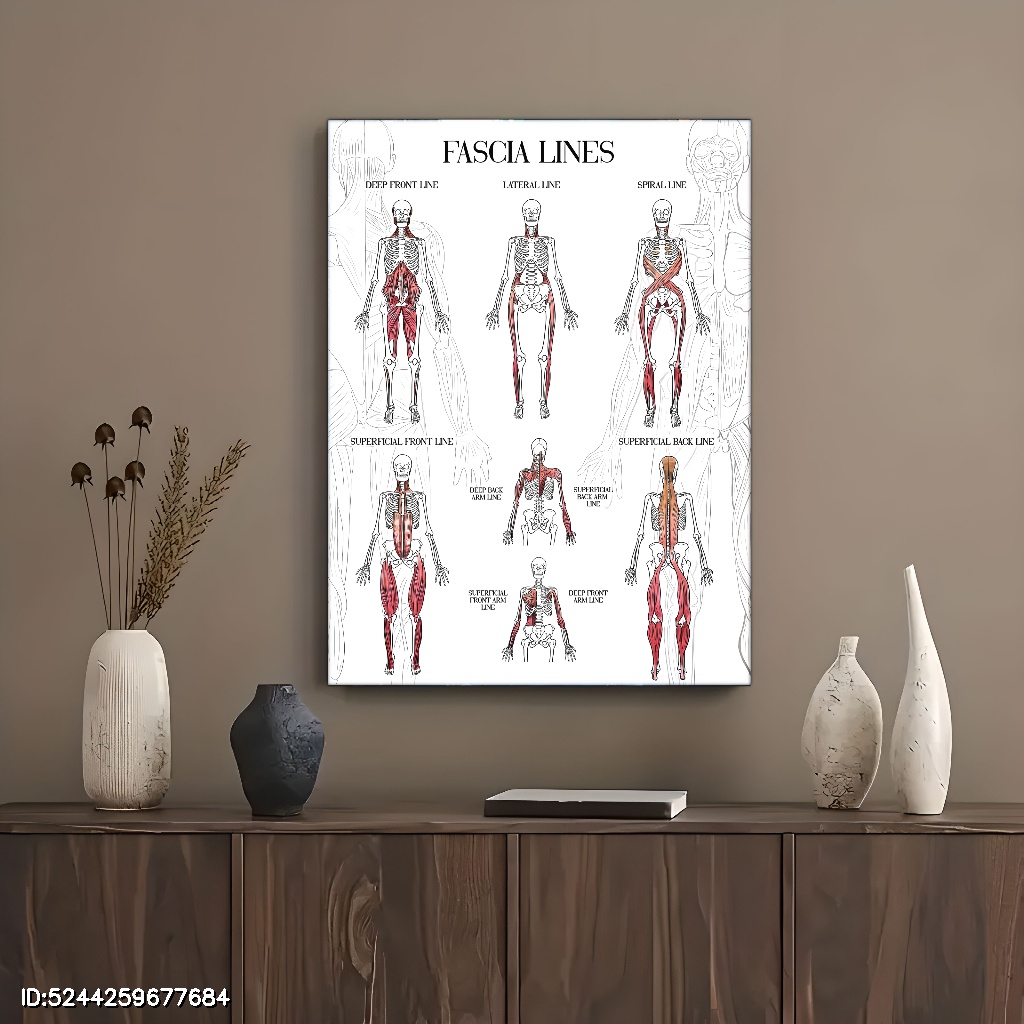 FASCIA LINES
DEEP FRONT LINE
LATERAL LINE
SPIRAL LINE
SUPERFICIAL FRONT LINE
SUPERFICIAL BACK LINE
DEEP BACK
ARM LINE
SUPERFICIAL
BACK ARM
LINE
SUPERFICIAL
FRONT ARM
LINE
DEEP FRONT
ARM LINE
ID:5244259677684